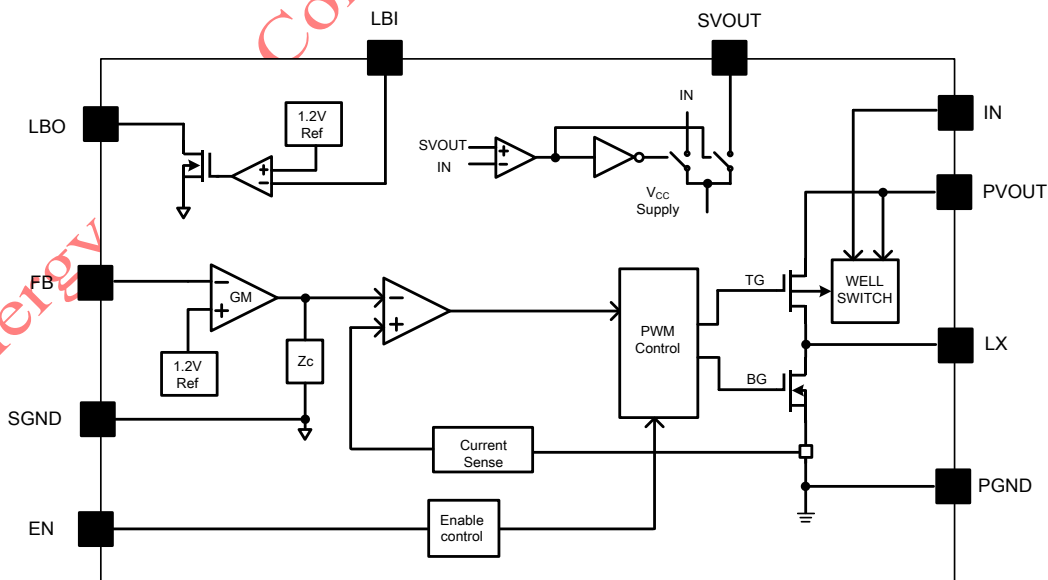 LBI
SVOUT
LBO
1.2V
Ref
+
−
SVOUT
IN
+
−
IN
VCC
Supply
IN
PVOUT
FB
−
+
GM
1.2V
Ref
Zc
−
+
PWM
Control
TG
BG
WELL
SWITCH
LX
SGND
Current
Sense
PGND
EN
Enable
control